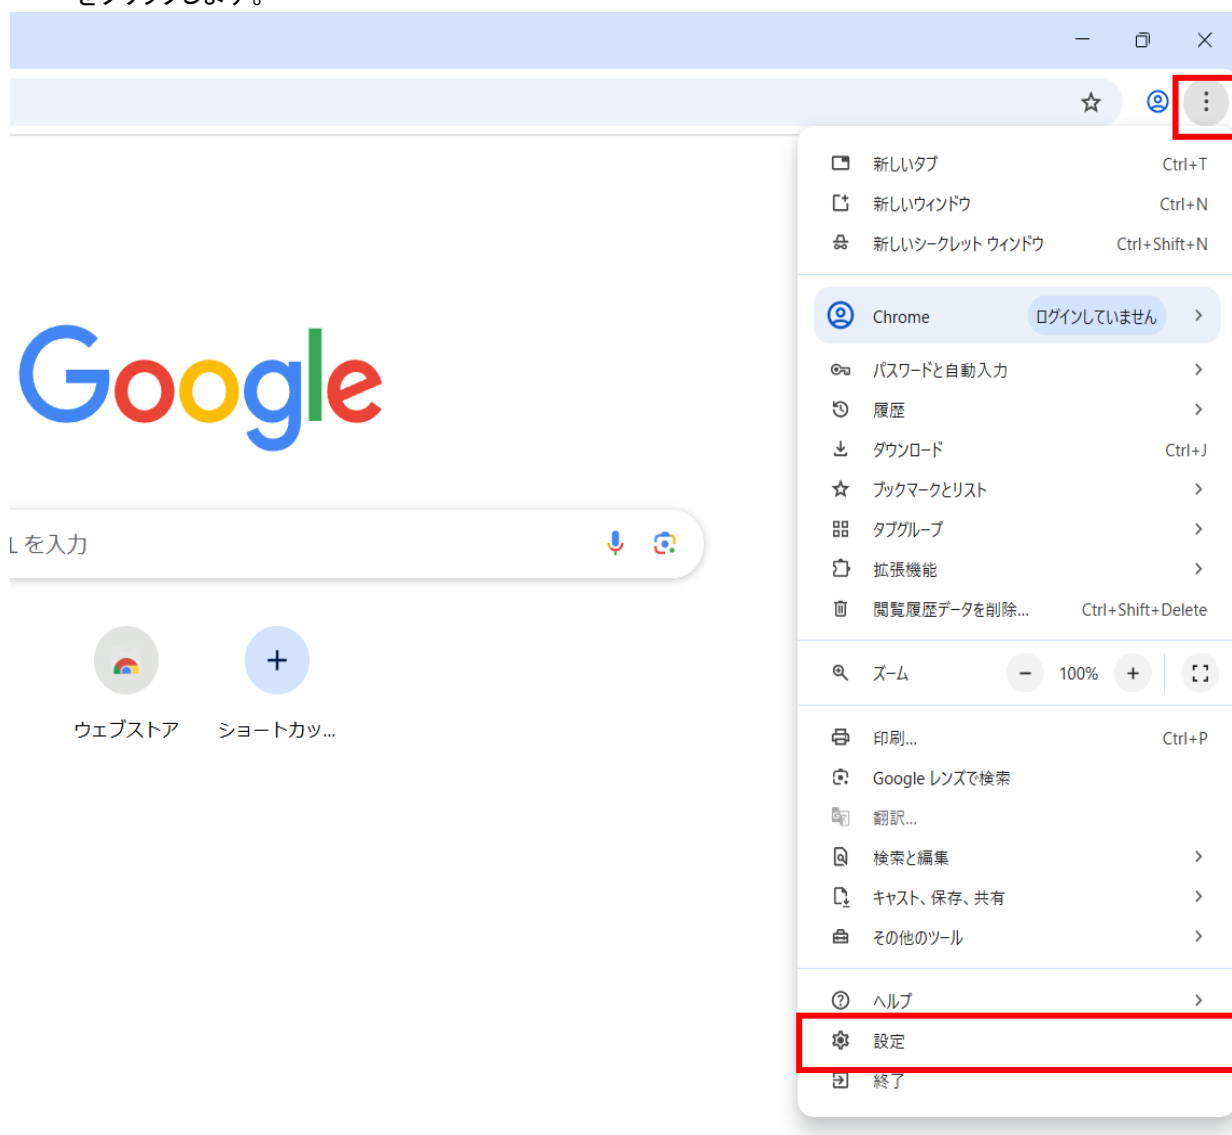 をクリックします。
新しいタブ Ctrl+T
新しいウィンドウ Ctrl+N
新しいシークレット ウィンドウ Ctrl+Shift+N
Chrome ログインしていません
パスワードと自動入力
履歴
ダウンロード Ctrl+J
ブックマークとリスト
タブグループ
拡張機能
閲覧履歴データを削除... Ctrl+Shift+Delete
ズーム - 100% +
印刷... Ctrl+P
Google レンズで検索
翻訳...
検索と編集
キャスト、保存、共有
その他のツール
ヘルプ
設定
終了
Google
L を入力
ウェブストア ショートカッ...